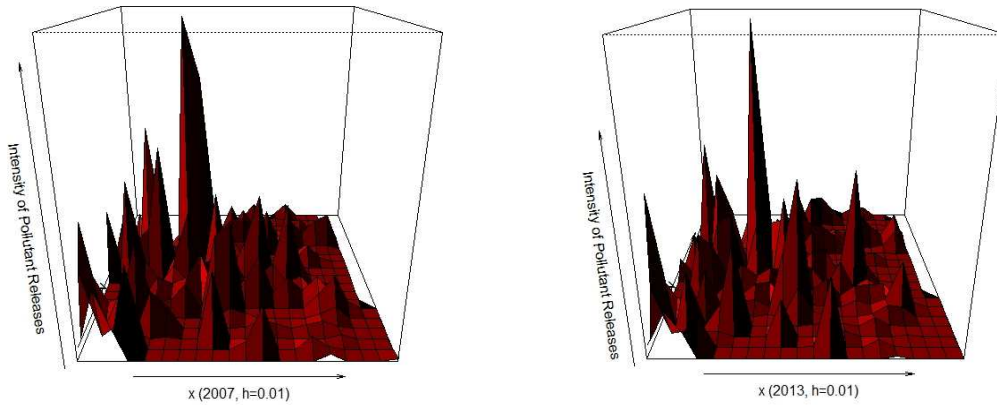 Intensity of Pollutant Releases
x (2007, h=0.01)
Intensity of Pollutant Releases
x (2013, h=0.01)